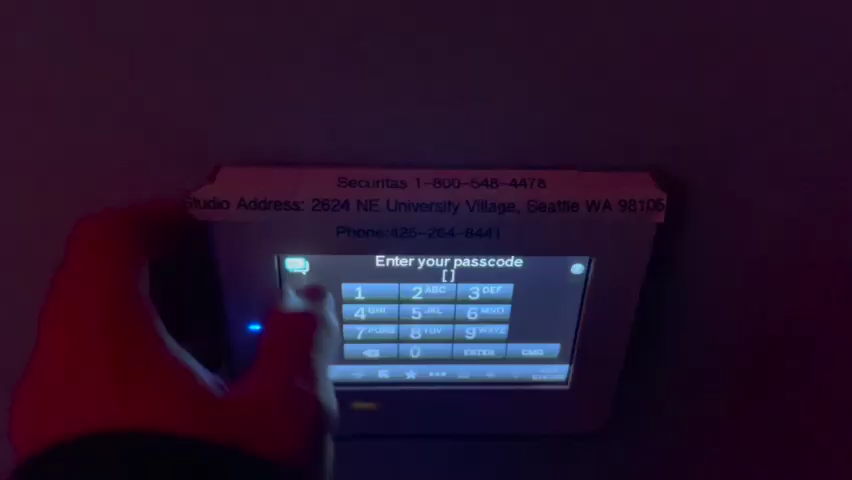 Securitas 1-800-548-4478
Studio Address: 2624 NE University Village, Seattle WA 98105
Phone:425-264-8441
Enter your passcode
[]
1 2 ABC 3 DEF
4 GHI 5 JKL 6 MNO
7 PQRS 8 TUV 9 WXYZ
0 ENTER CMD